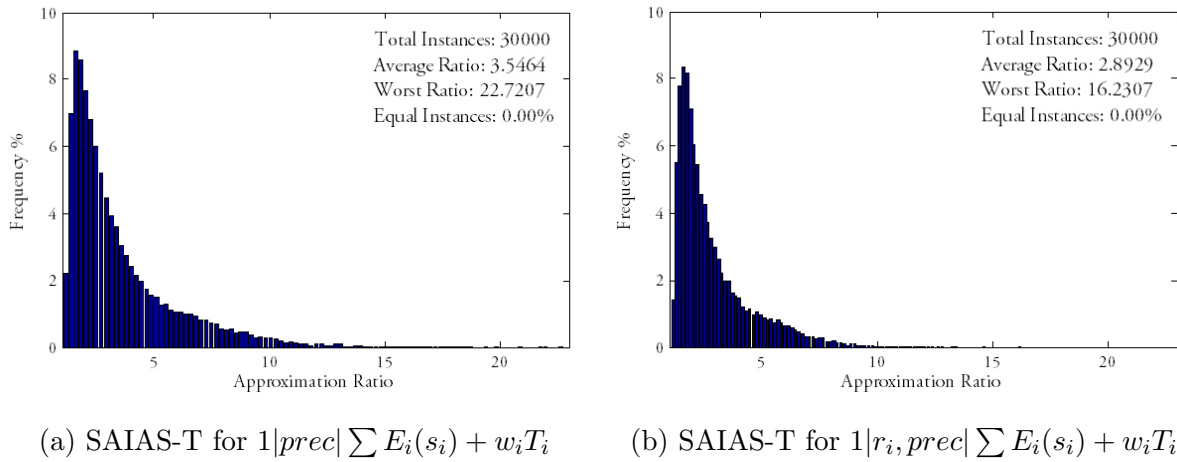 10
8
6
4
2
0
Frequency %
5
10
15
20
Approximation Ratio
Total Instances: 30000
Average Ratio: 3.5464
Worst Ratio: 22.7207
Equal Instances: 0.00%
10
8
6
4
2
0
Frequency %
5
10
15
20
Approximation Ratio
Total Instances: 30000
Average Ratio: 2.8929
Worst Ratio: 16.2307
Equal Instances: 0.00%
(a) SAIAS-T for 1|prec| ∑ E_i(s_i) + w_iT_i
(b) SAIAS-T for 1|r_i, prec| ∑ E_i(s_i) + w_iT_i